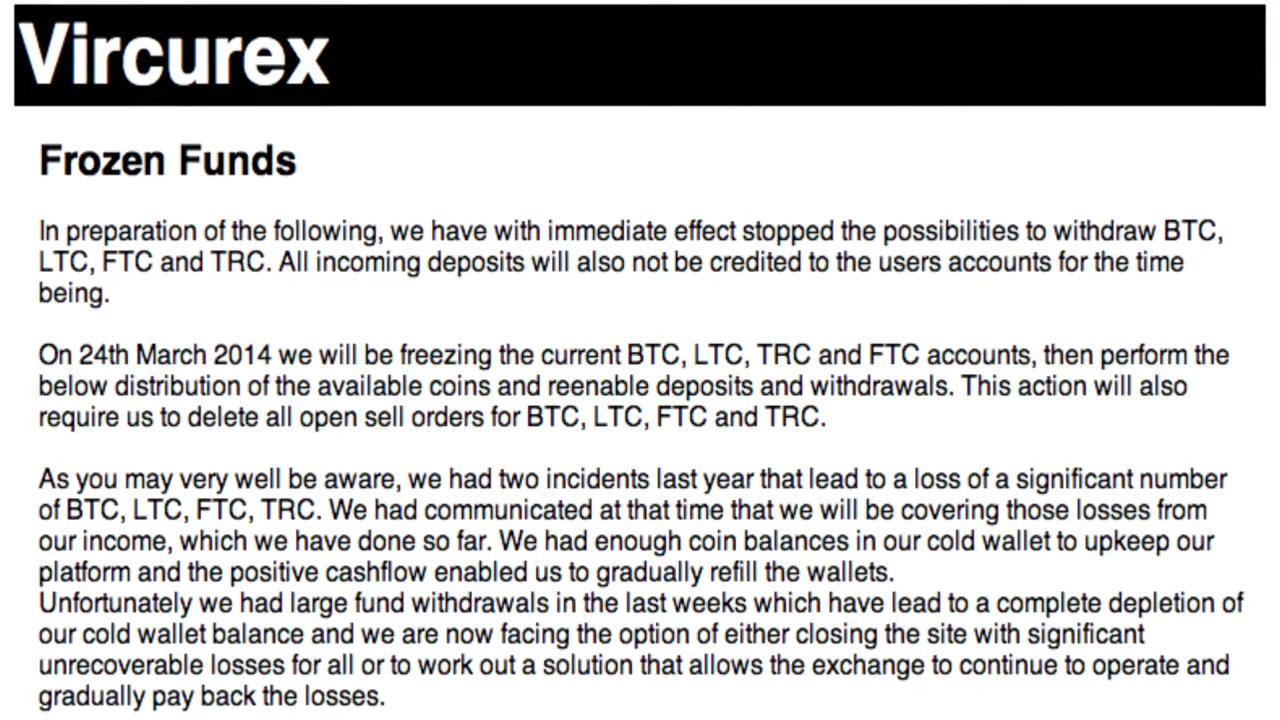 Vircurex
Frozen Funds
In preparation of the following, we have with immediate effect stopped the possibilities to withdraw BTC,
LTC, FTC and TRC. All incoming deposits will also not be credited to the users accounts for the time
being.
On 24th March 2014 we will be freezing the current BTC, LTC, TRC and FTC accounts, then perform the
below distribution of the available coins and reenable deposits and withdrawals. This action will also
require us to delete all open sell orders for BTC, LTC, FTC and TRC.
As you may very well be aware, we had two incidents last year that lead to a loss of a significant number
of BTC, LTC, FTC, TRC. We had communicated at that time that we will be covering those losses from
our income, which we have done so far. We had enough coin balances in our cold wallet to upkeep our
platform and the positive cashflow enabled us to gradually refill the wallets.
Unfortunately we had large fund withdrawals in the last weeks which have lead to a complete depletion of
our cold wallet balance and we are now facing the option of either closing the site with significant
unrecoverable losses for all or to work out a solution that allows the exchange to continue to operate and
gradually pay back the losses.